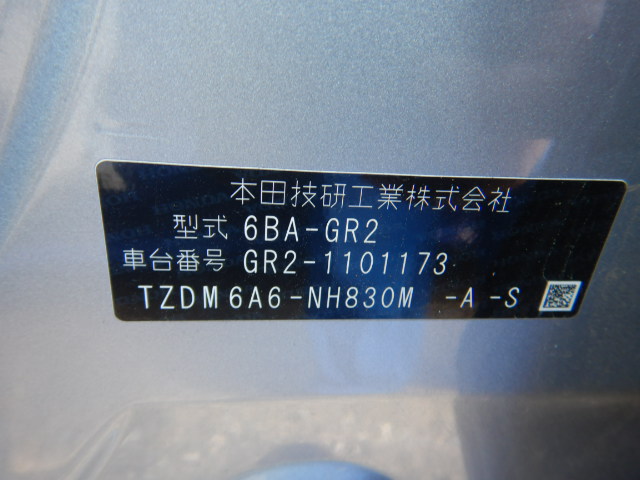 本田技研工業株式会社
型式 6BA-GR2
車台番号 GR2-1101173
TZDM6A6-NH830M -A -S